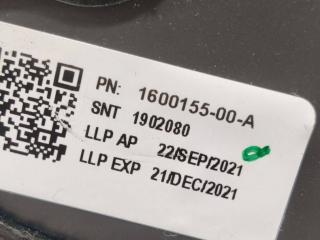 PN: 1600155-00-A
SNT 1902080
LLP AP 22/SEP/2021
LLP EXP 21/DEC/2021